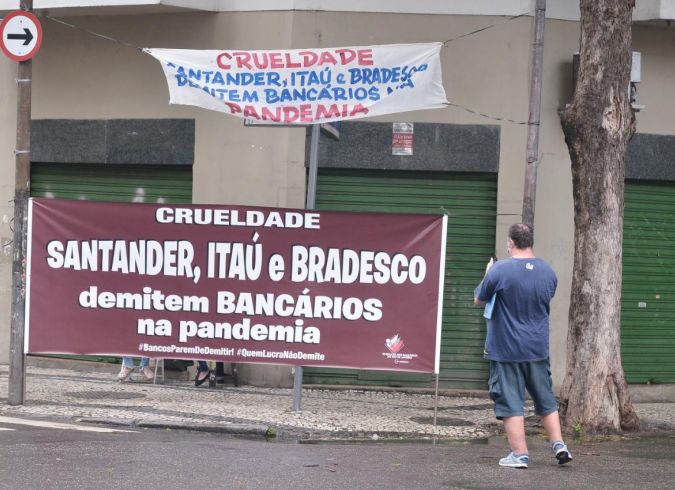 CRUELDADE
SANTANDER, ITAÚ e BRADESCO
DEMITEM BANCÁRIOS NA
PANDEMIA
CRUELDADE
SANTANDER, ITAÚ e BRADESCO
demitem BANCÁRIOS
na pandemia
#BancosParemDeDemitir! #QuemLucraNãoDemite